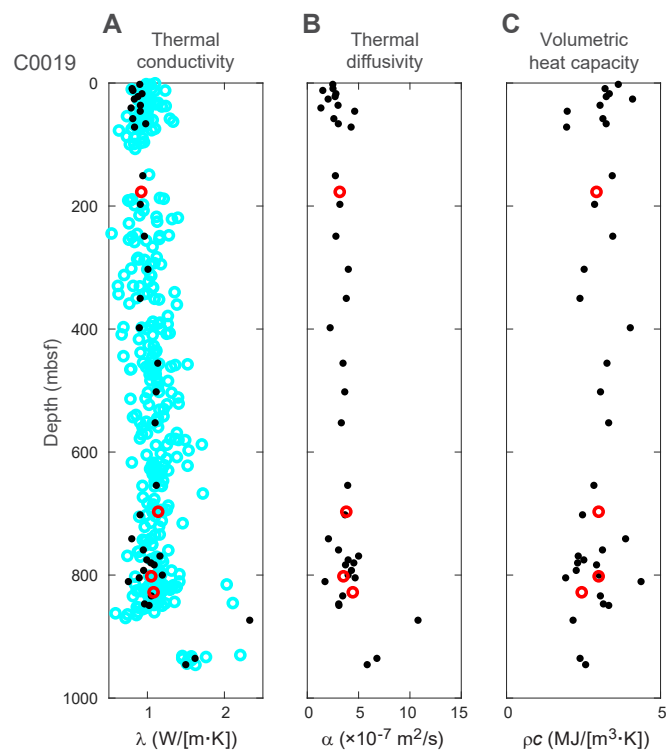 A
B
C
C0019
Thermal
conductivity
Thermal
diffusivity
Volumetric
heat capacity
0
200
400
600
800
1000
Depth (mbsf)
1
2
0
5
10
15
0
5
λ (W/[m·K])
α (×10⁻⁷ m²/s)
ρc (MJ/[m³·K])